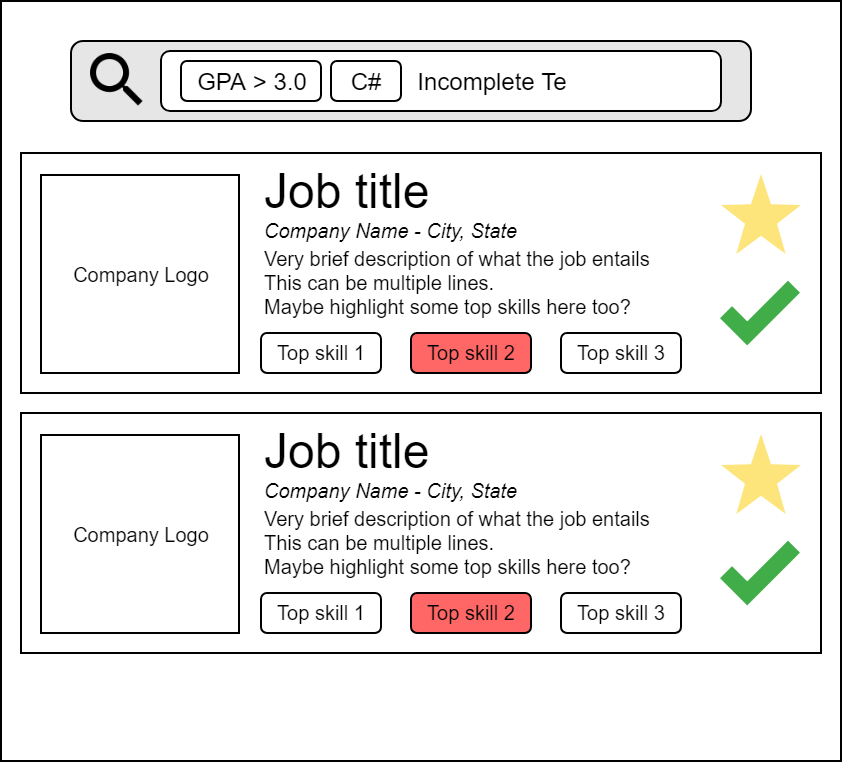 GPA > 3.0 C# Incomplete Te
Job title
Company Name - City, State
Very brief description of what the job entails
Company Logo
This can be multiple lines.
Maybe highlight some top skills here too?
Top skill 1 Top skill 2 Top skill 3
Job title
Company Name - City, State
Very brief description of what the job entails
Company Logo
This can be multiple lines.
Maybe highlight some top skills here too?
Top skill 1 Top skill 2 Top skill 3